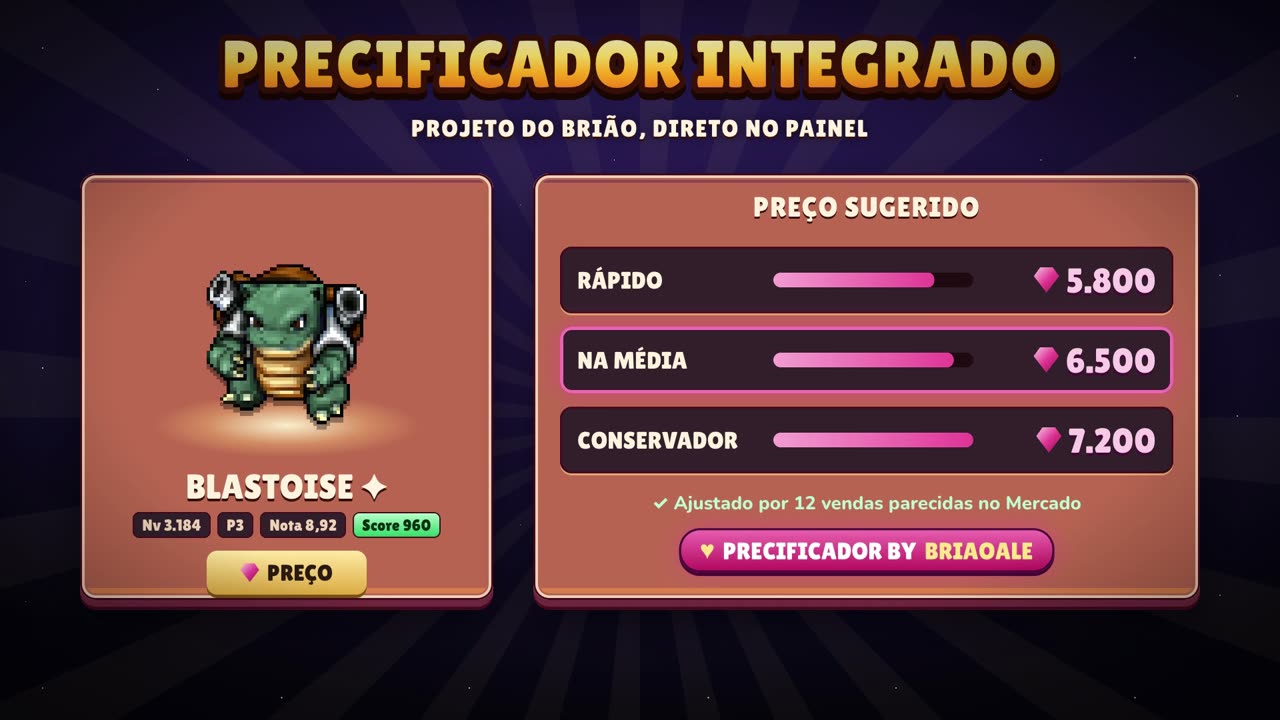 PRECIFICADOR INTEGRADO
PROJETO DO BRIÃO, DIRETO NO PAINEL
BLASTOISE
Nv 3.184 P3 Nota 8,92 Score 960
PREÇO
PREÇO SUGERIDO
RÁPIDO 5.800
NA MÉDIA 6.500
CONSERVADOR 7.200
✓ Ajustado por 12 vendas parecidas no Mercado
♥ PRECIFICADOR BY BRIAOALE